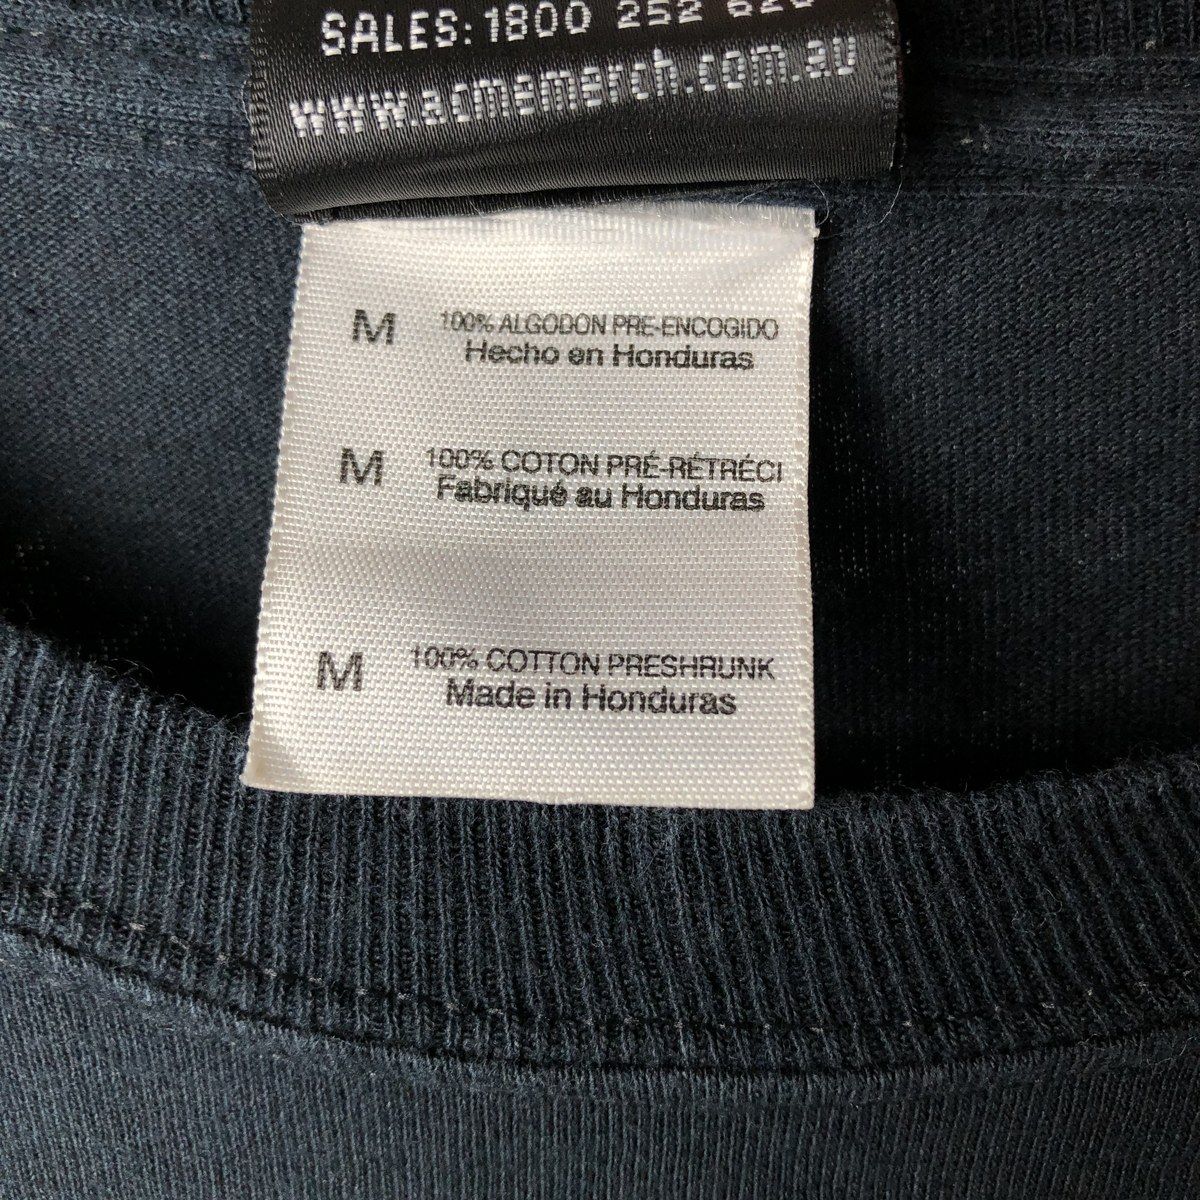 SALES: 1800 252 620
www.acmemerch.com.au
M 100% ALGODON PRE-ENCOGIDO
Hecho en Honduras
M 100% COTON PRÉ-RÉTRÉCI
Fabriqué au Honduras
M 100% COTTON PRESHRUNK
Made in Honduras